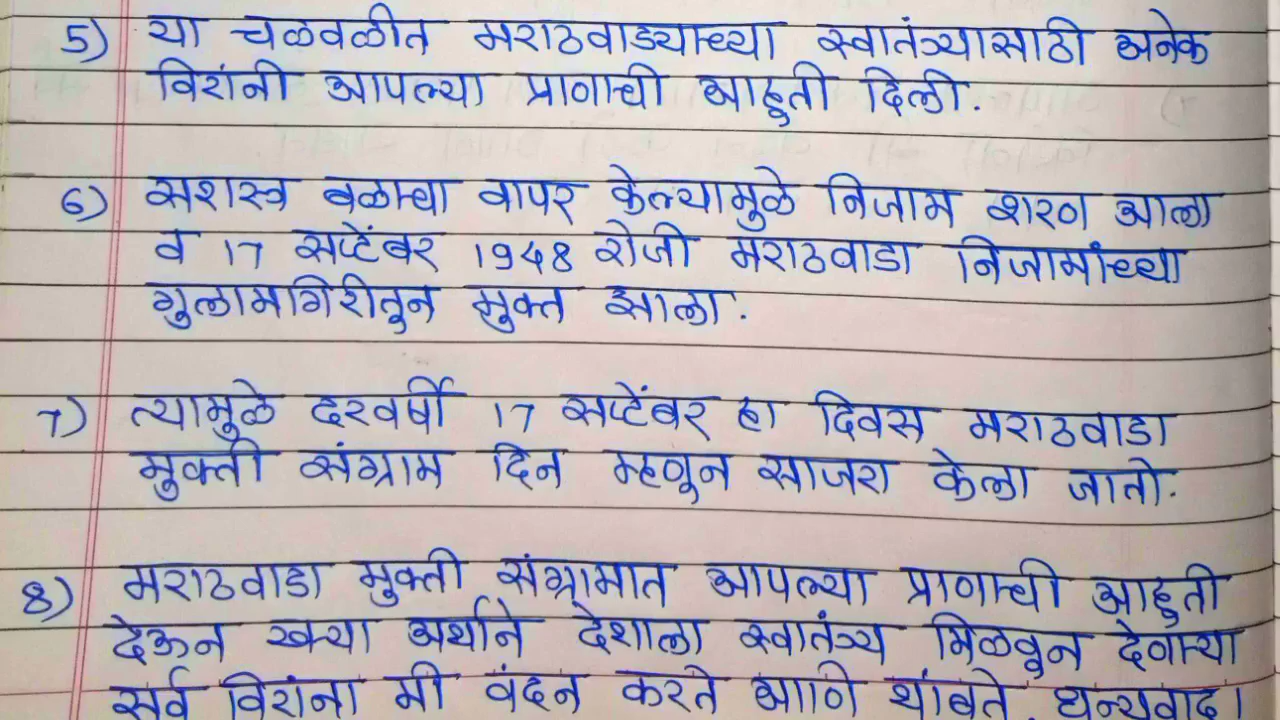 5) या चळवळीत मराठवाड्याच्या स्वातंत्र्यासाठी अनेक
विरांनी आपल्या प्राणाची आहुती दिली.
6) सशस्त्र बळाचा वापर केल्यामुळे निजाम शरण आला
व 17 सप्टेंबर 1948 रोजी मराठवाडा निजामांच्या
गुलामगिरीतुन मुक्त झाला.
7) त्यामुळे दरवर्षी 17 सप्टेंबर हा दिवस मराठवाडा
मुक्ती संग्राम दिन म्हणून साजरा केला जातो.
8) मराठवाडा मुक्ती संग्रामात आपल्या प्राणाची आहुती
देऊन खऱ्या अर्थाने देशाला स्वातंत्र्य मिळवून देणाऱ्या
सर्व विरांना मी वंदन करते आणि थांबते. धन्यवाद।